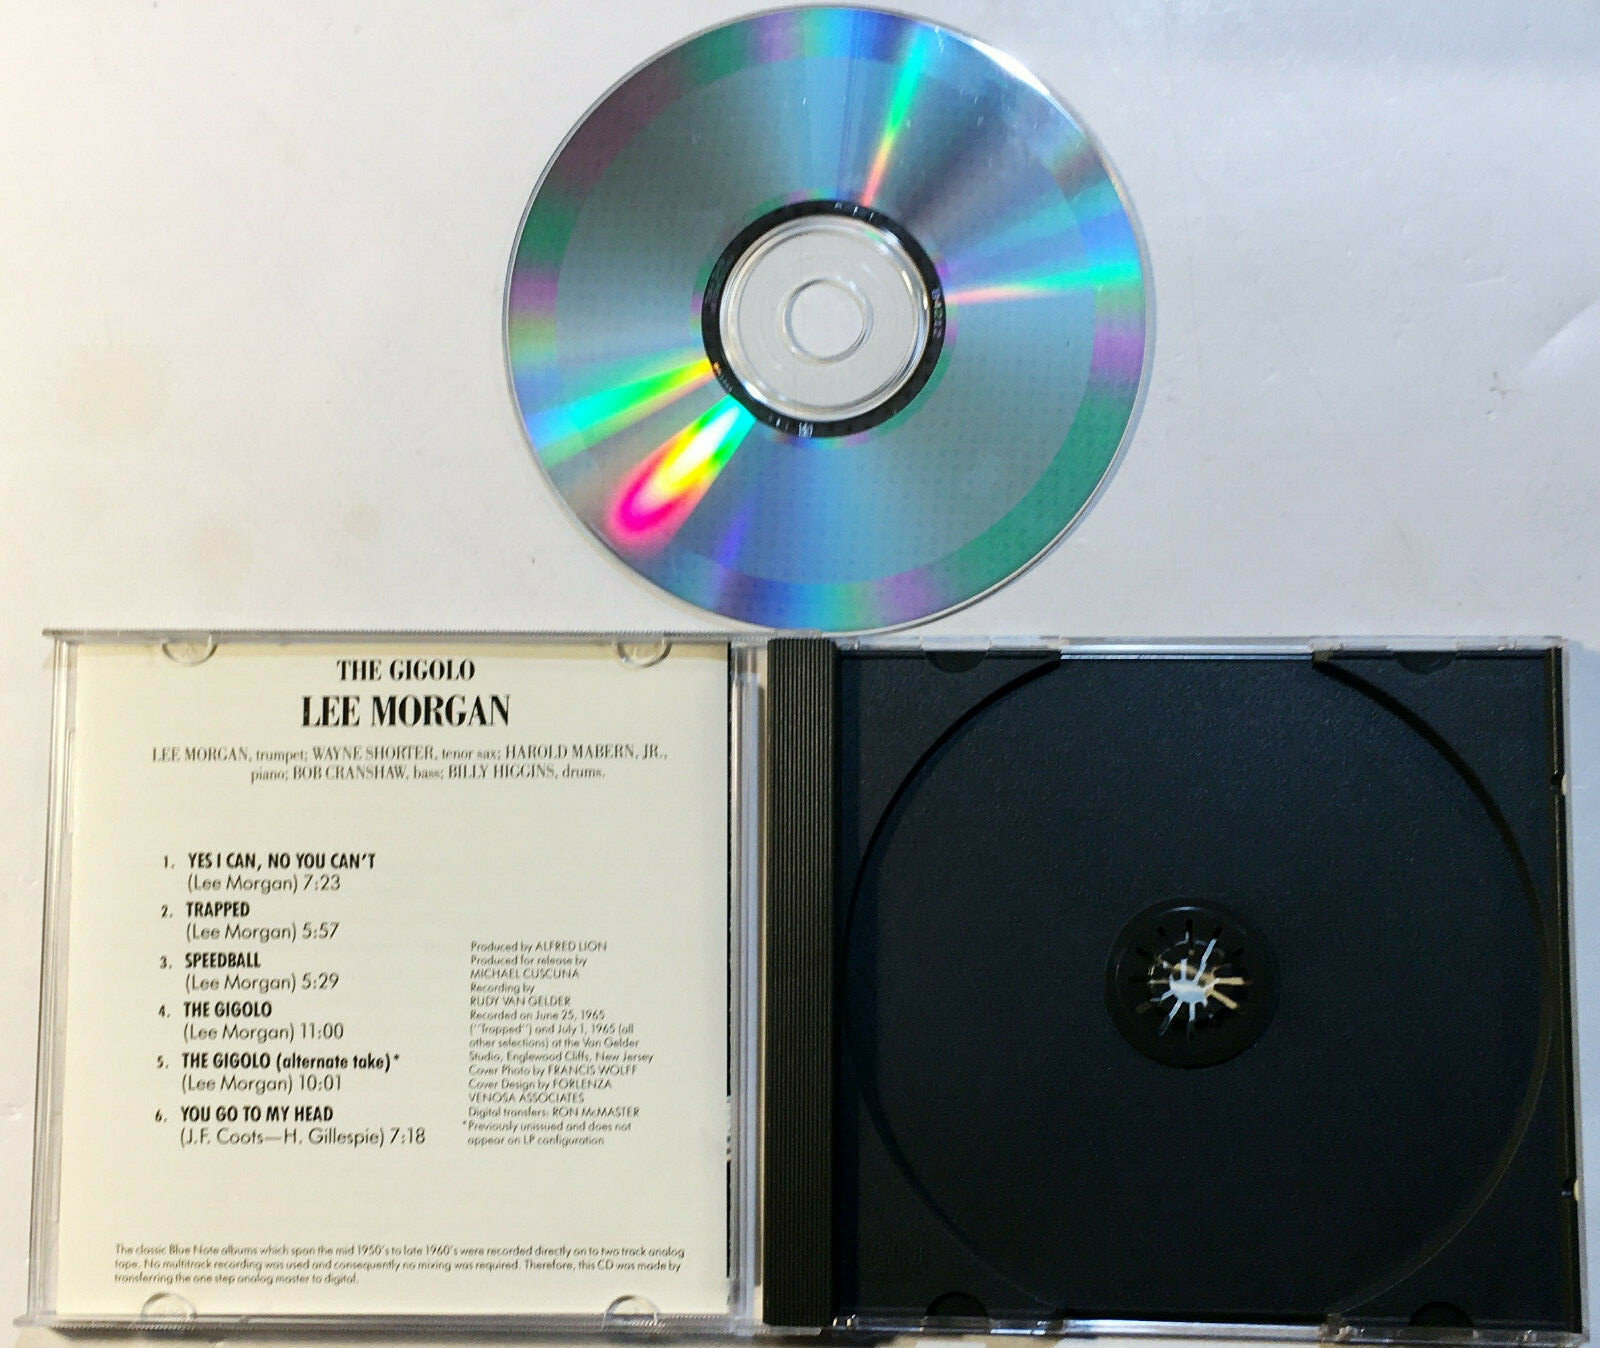 THE GIGOLO
LEE MORGAN
LEE MORGAN, trumpet; WAYNE SHORTER, tenor sax; HAROLD MABERN, JR.,
piano; BOB CRANSHAW, bass; BILLY HIGGINS, drums.
1. YES I CAN, NO YOU CAN'T
(Lee Morgan) 7:23
2. TRAPPED
(Lee Morgan) 5:57
3. SPEEDBALL
(Lee Morgan) 5:29
4. THE GIGOLO
(Lee Morgan) 11:00
5. THE GIGOLO (alternate take)*
(Lee Morgan) 10:01
6. YOU GO TO MY HEAD
(J.F. Coots—H. Gillespie) 7:18
Produced by ALFRED LION
Produced for release by
MICHAEL CUSCUNA
Recording by
RUDY VAN GELDER
Recorded on June 25, 1965
("Trapped") and July 1, 1965 (all
other selections) at the Van Gelder
Studio, Englewood Cliffs, New Jersey
Cover Photo by FRANCIS WOLFF
Cover Design by FORLENZA
VENOSA ASSOCIATES
Digital transfers: RON McMASTER
*Previously unissued and does not
appear on LP configuration
The classic Blue Note albums which span the mid 1950's to late 1960's were recorded directly on to two track analog
tape. No multitrack recording was used and consequently no mixing was required. Therefore, this CD was made by
transferring the one step analog master to digital.